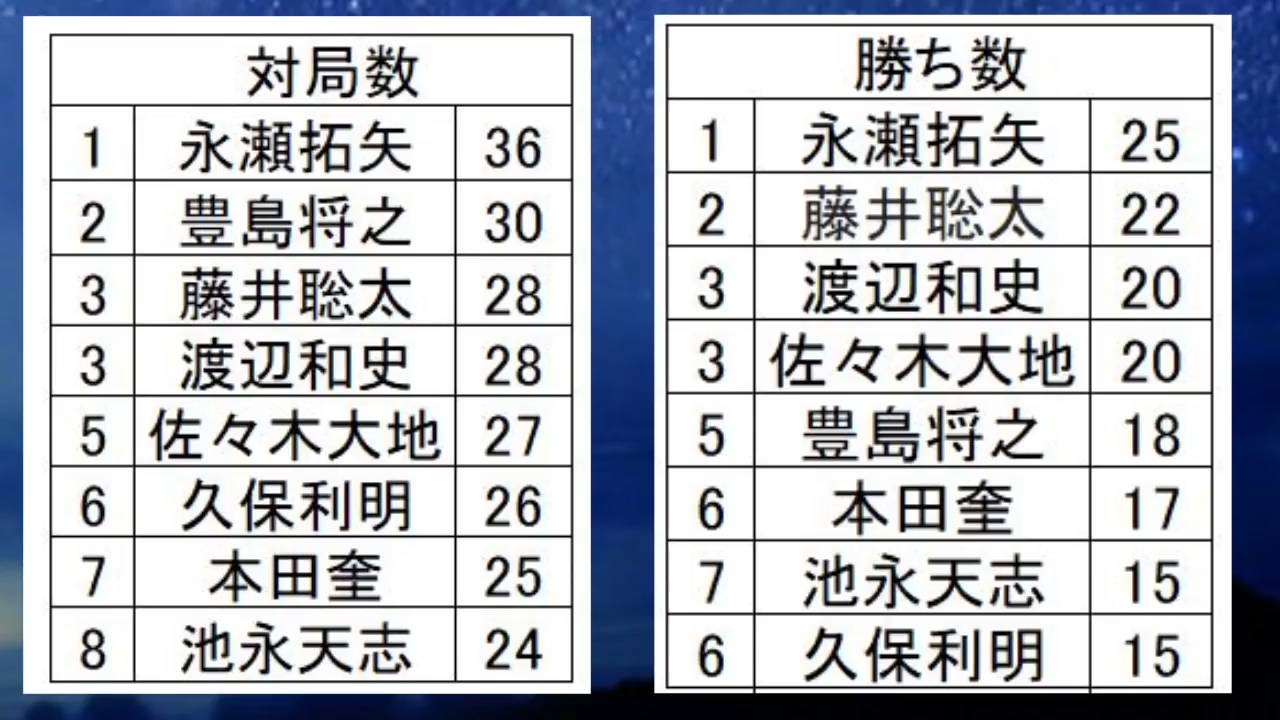 対局数
1 永瀬拓矢 36
2 豊島将之 30
3 藤井聡太 28
3 渡辺和史 28
5 佐々木大地 27
6 久保利明 26
7 本田奎 25
8 池永天志 24
勝ち数
1 永瀬拓矢 25
2 藤井聡太 22
3 渡辺和史 20
3 佐々木大地 20
5 豊島将之 18
6 本田奎 17
7 池永天志 15
6 久保利明 15